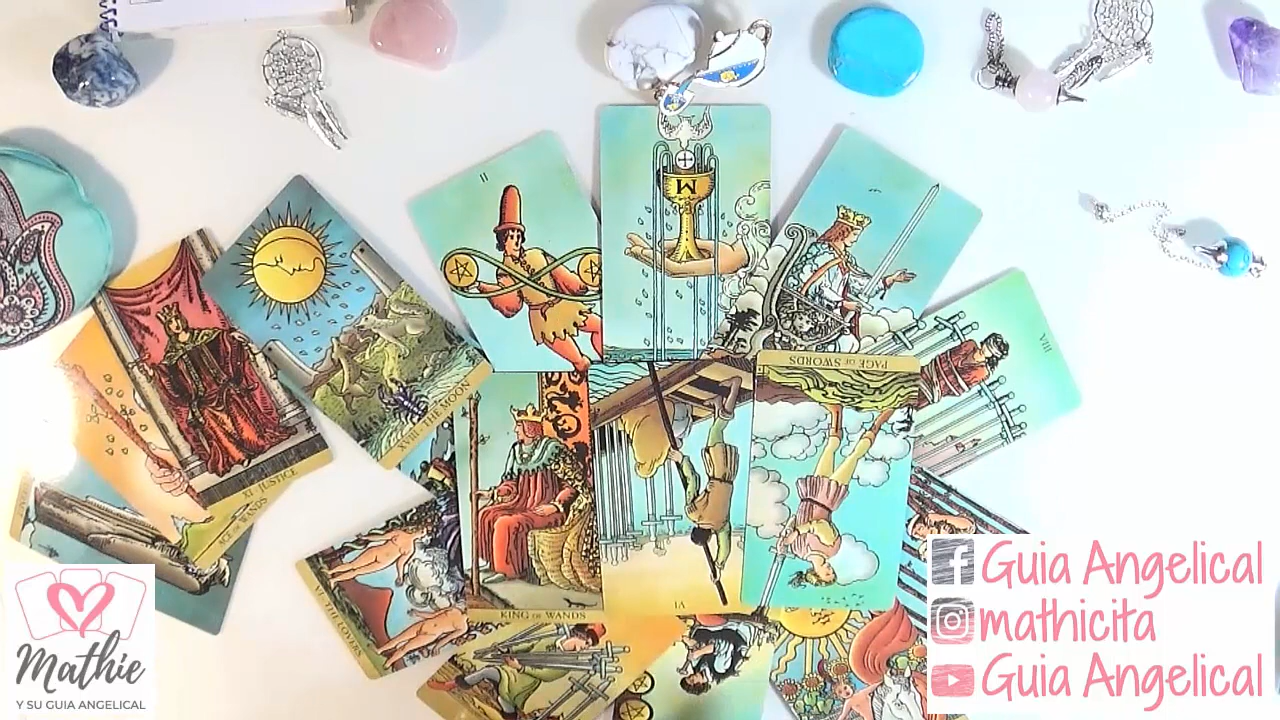 II
M
PAGE OF SWORDS
VIII
XVIII - THE MOON
XI JUSTICE
ACE OF WANDS
VI THE LOVERS
KING OF WANDS
VI
f Guia Angelical
mathicita
Guia Angelical
Mathie
Y SU GUIA ANGELICAL